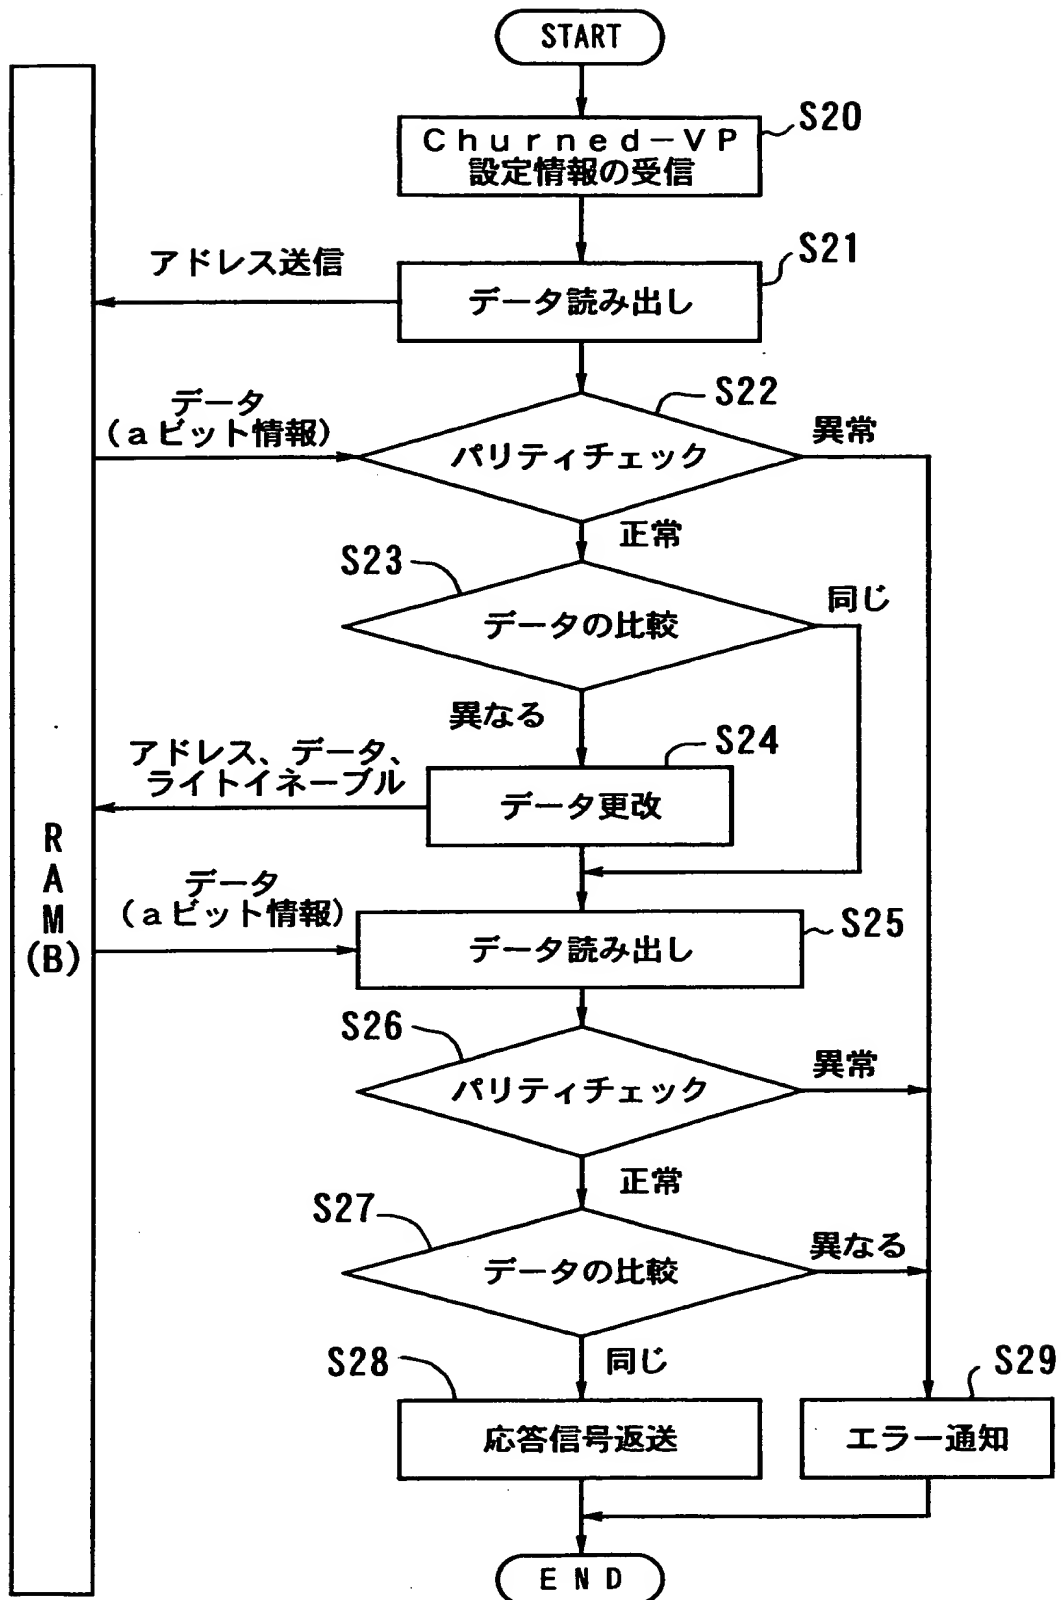 START
S20
Churned-VP
設定情報の受信
S21
アドレス送信
データ読み出し
S22
データ
(aビット情報)
異常
パリティチェック
正常
S23
同じ
データの比較
異なる
S24
アドレス、データ、
ライトイネーブル
データ更改
RAM
(B)
データ
(aビット情報)
S25
データ読み出し
S26
異常
パリティチェック
正常
S27
異なる
データの比較
同じ
S28
S29
応答信号返送
エラー通知
END